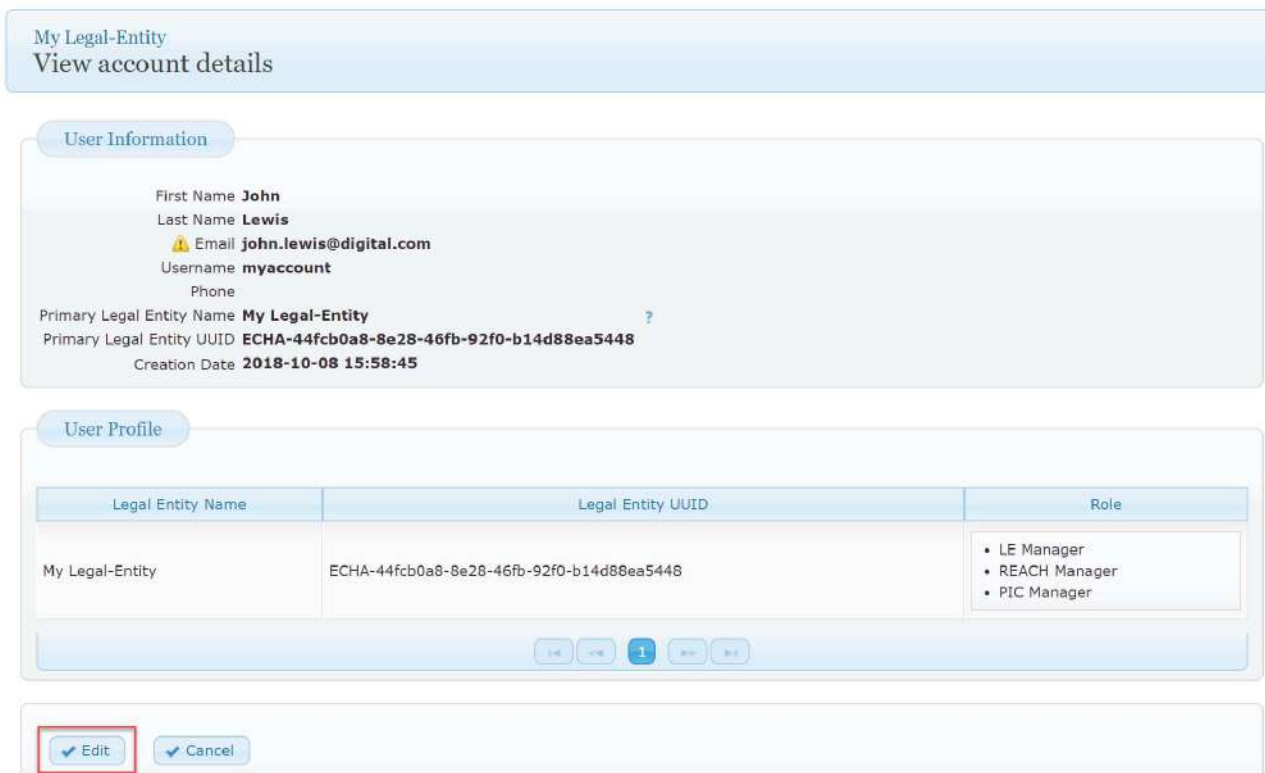 My Legal-Entity
View account details
User Information
First Name John
Last Name Lewis
Email john.lewis@digital.com
Username myaccount
Phone
Primary Legal Entity Name My Legal-Entity ?
Primary Legal Entity UUID ECHA-44fcb0a8-8e28-46fb-92f0-b14d88ea5448
Creation Date 2018-10-08 15:58:45
User Profile
Legal Entity Name Legal Entity UUID Role
My Legal-Entity ECHA-44fcb0a8-8e28-46fb-92f0-b14d88ea5448
• LE Manager
• REACH Manager
• PIC Manager
1
Edit Cancel